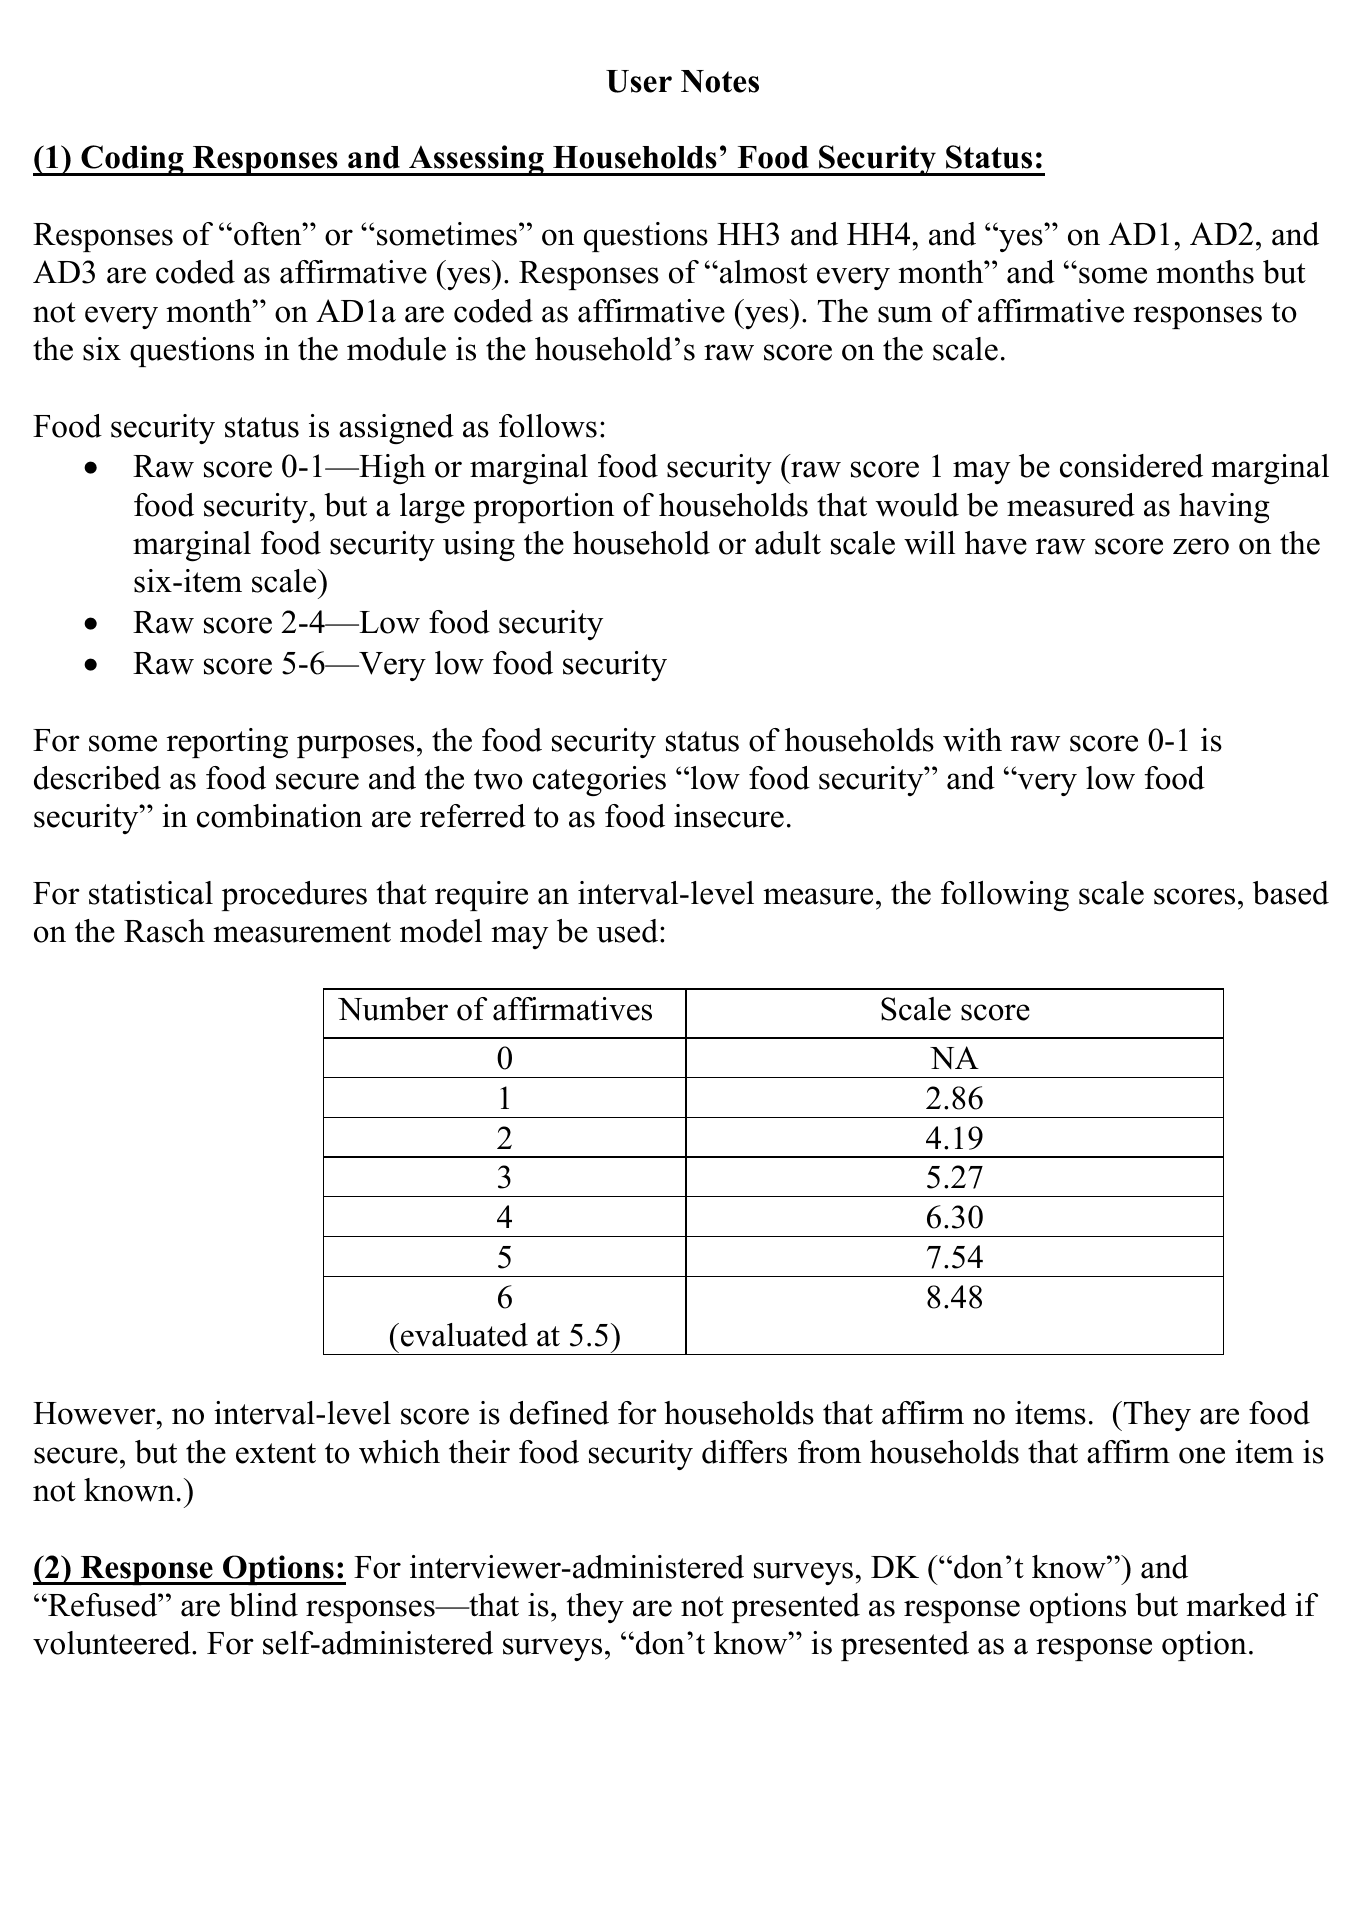 User Notes
(1) Coding Responses and Assessing Households’ Food Security Status:
Responses of “often” or “sometimes” on questions HH3 and HH4, and “yes” on AD1, AD2, and
AD3 are coded as affirmative (yes). Responses of “almost every month” and “some months but
not every month” on AD1a are coded as affirmative (yes). The sum of affirmative responses to
the six questions in the module is the household’s raw score on the scale.
Food security status is assigned as follows:
• Raw score 0-1—High or marginal food security (raw score 1 may be considered marginal
food security, but a large proportion of households that would be measured as having
marginal food security using the household or adult scale will have raw score zero on the
six-item scale)
• Raw score 2-4—Low food security
• Raw score 5-6—Very low food security
For some reporting purposes, the food security status of households with raw score 0-1 is
described as food secure and the two categories “low food security” and “very low food
security” in combination are referred to as food insecure.
For statistical procedures that require an interval-level measure, the following scale scores, based
on the Rasch measurement model may be used:
Number of affirmatives Scale score
0 NA
1 2.86
2 4.19
3 5.27
4 6.30
5 7.54
6 8.48
(evaluated at 5.5)
However, no interval-level score is defined for households that affirm no items.  (They are food
secure, but the extent to which their food security differs from households that affirm one item is
not known.)
(2) Response Options: For interviewer-administered surveys, DK (“don’t know”) and
“Refused” are blind responses—that is, they are not presented as response options but marked if
volunteered. For self-administered surveys, “don’t know” is presented as a response option.